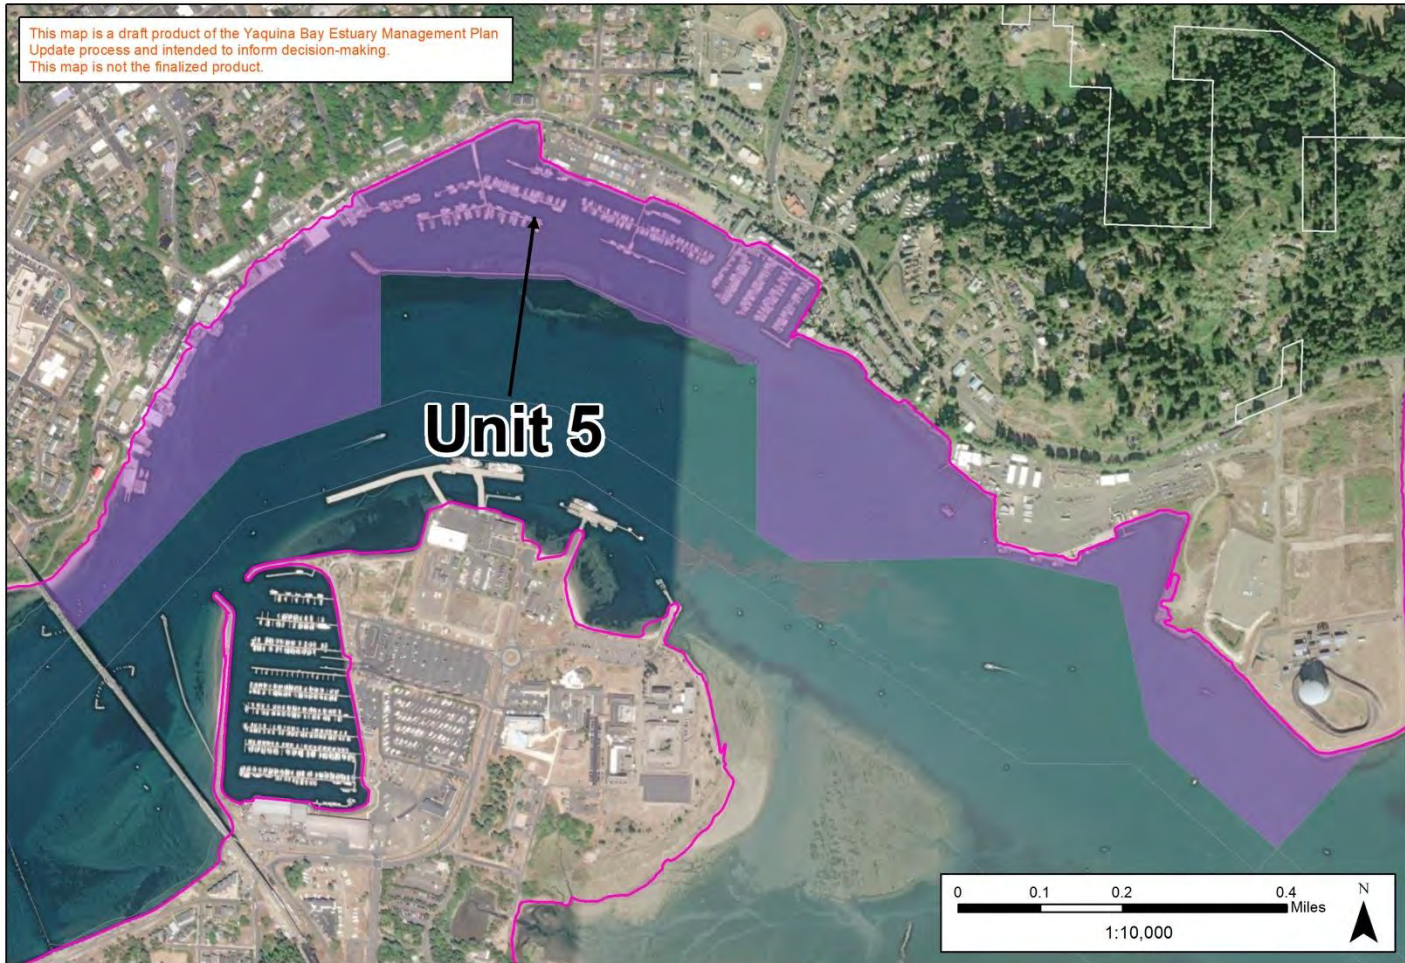 This map is a draft product of the Yaquina Bay Estuary Management Plan
Update process and intended to inform decision-making.
This map is not the finalized product.
Unit 5
0 0.1 0.2 0.4
Miles
N
1:10,000